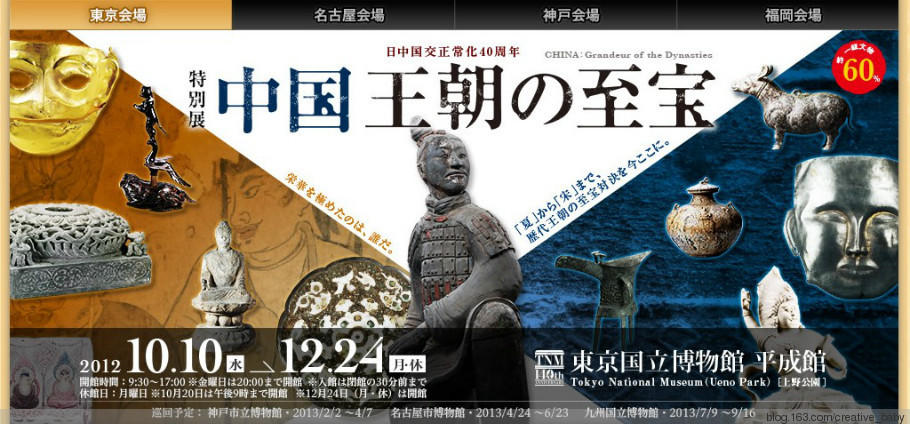 東京会場
名古屋会場
神戸会場
福岡会場
日中国交正常化40周年
CHINA: Grandeur of the Dynasties
特別展
中国 王朝の至宝
約 一級文物 60%
栄華を極めたのは、誰だ。
「夏」から「宋」まで。
歴代王朝の至宝対決を今ここに。
2012 10.10 水 — 12.24 月・休
開館時間：9:30〜17:00 ※金曜日は20:00まで開館 ※入館は閉館の30分前まで
休館日：月曜日 ※10月20日は午後9時まで開館 ※12月24日（月・休）は開館
TNM
140th
東京国立博物館 平成館
Tokyo National Museum (Ueno Park) [上野公園]
巡回予定： 神戸市立博物館・2013/2/2 〜4/7 名古屋市博物館・2013/4/24 〜6/23 九州国立博物館・2013/7/9 〜9/16
blog.163.com/creative_baby